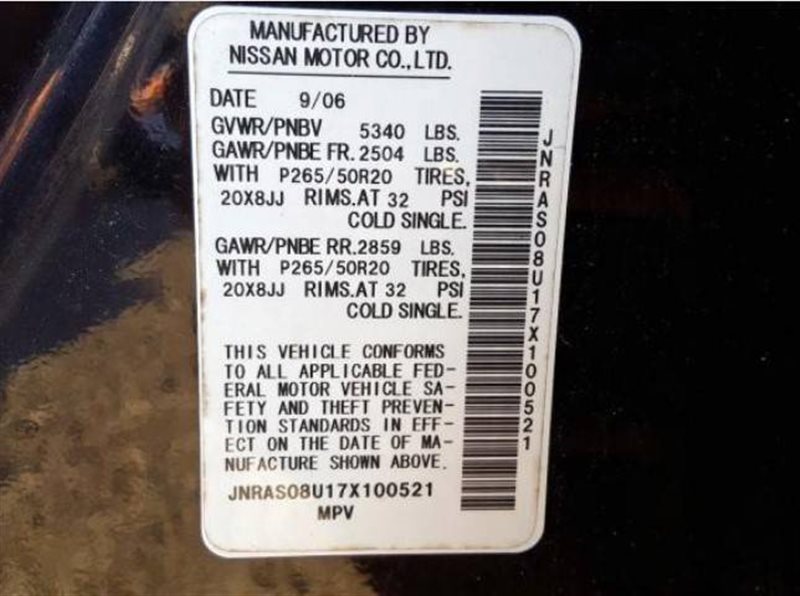 MANUFACTURED BY
NISSAN MOTOR CO.,LTD.
DATE 9/06
GVWR/PNBV 5340 LBS.
GAWR/PNBE FR.2504 LBS.
WITH P265/50R20 TIRES,
20X8JJ RIMS.AT 32 PSI
COLD SINGLE.
GAWR/PNBE RR.2859 LBS.
WITH P265/50R20 TIRES,
20X8JJ RIMS.AT 32 PSI
COLD SINGLE.
THIS VEHICLE CONFORMS
TO ALL APPLICABLE FED-
ERAL MOTOR VEHICLE SA-
FETY AND THEFT PREVEN-
TION STANDARDS IN EFF-
ECT ON THE DATE OF MA-
NUFACTURE SHOWN ABOVE.
JNRAS08U17X100521
MPV
JNRAS08U17X100521